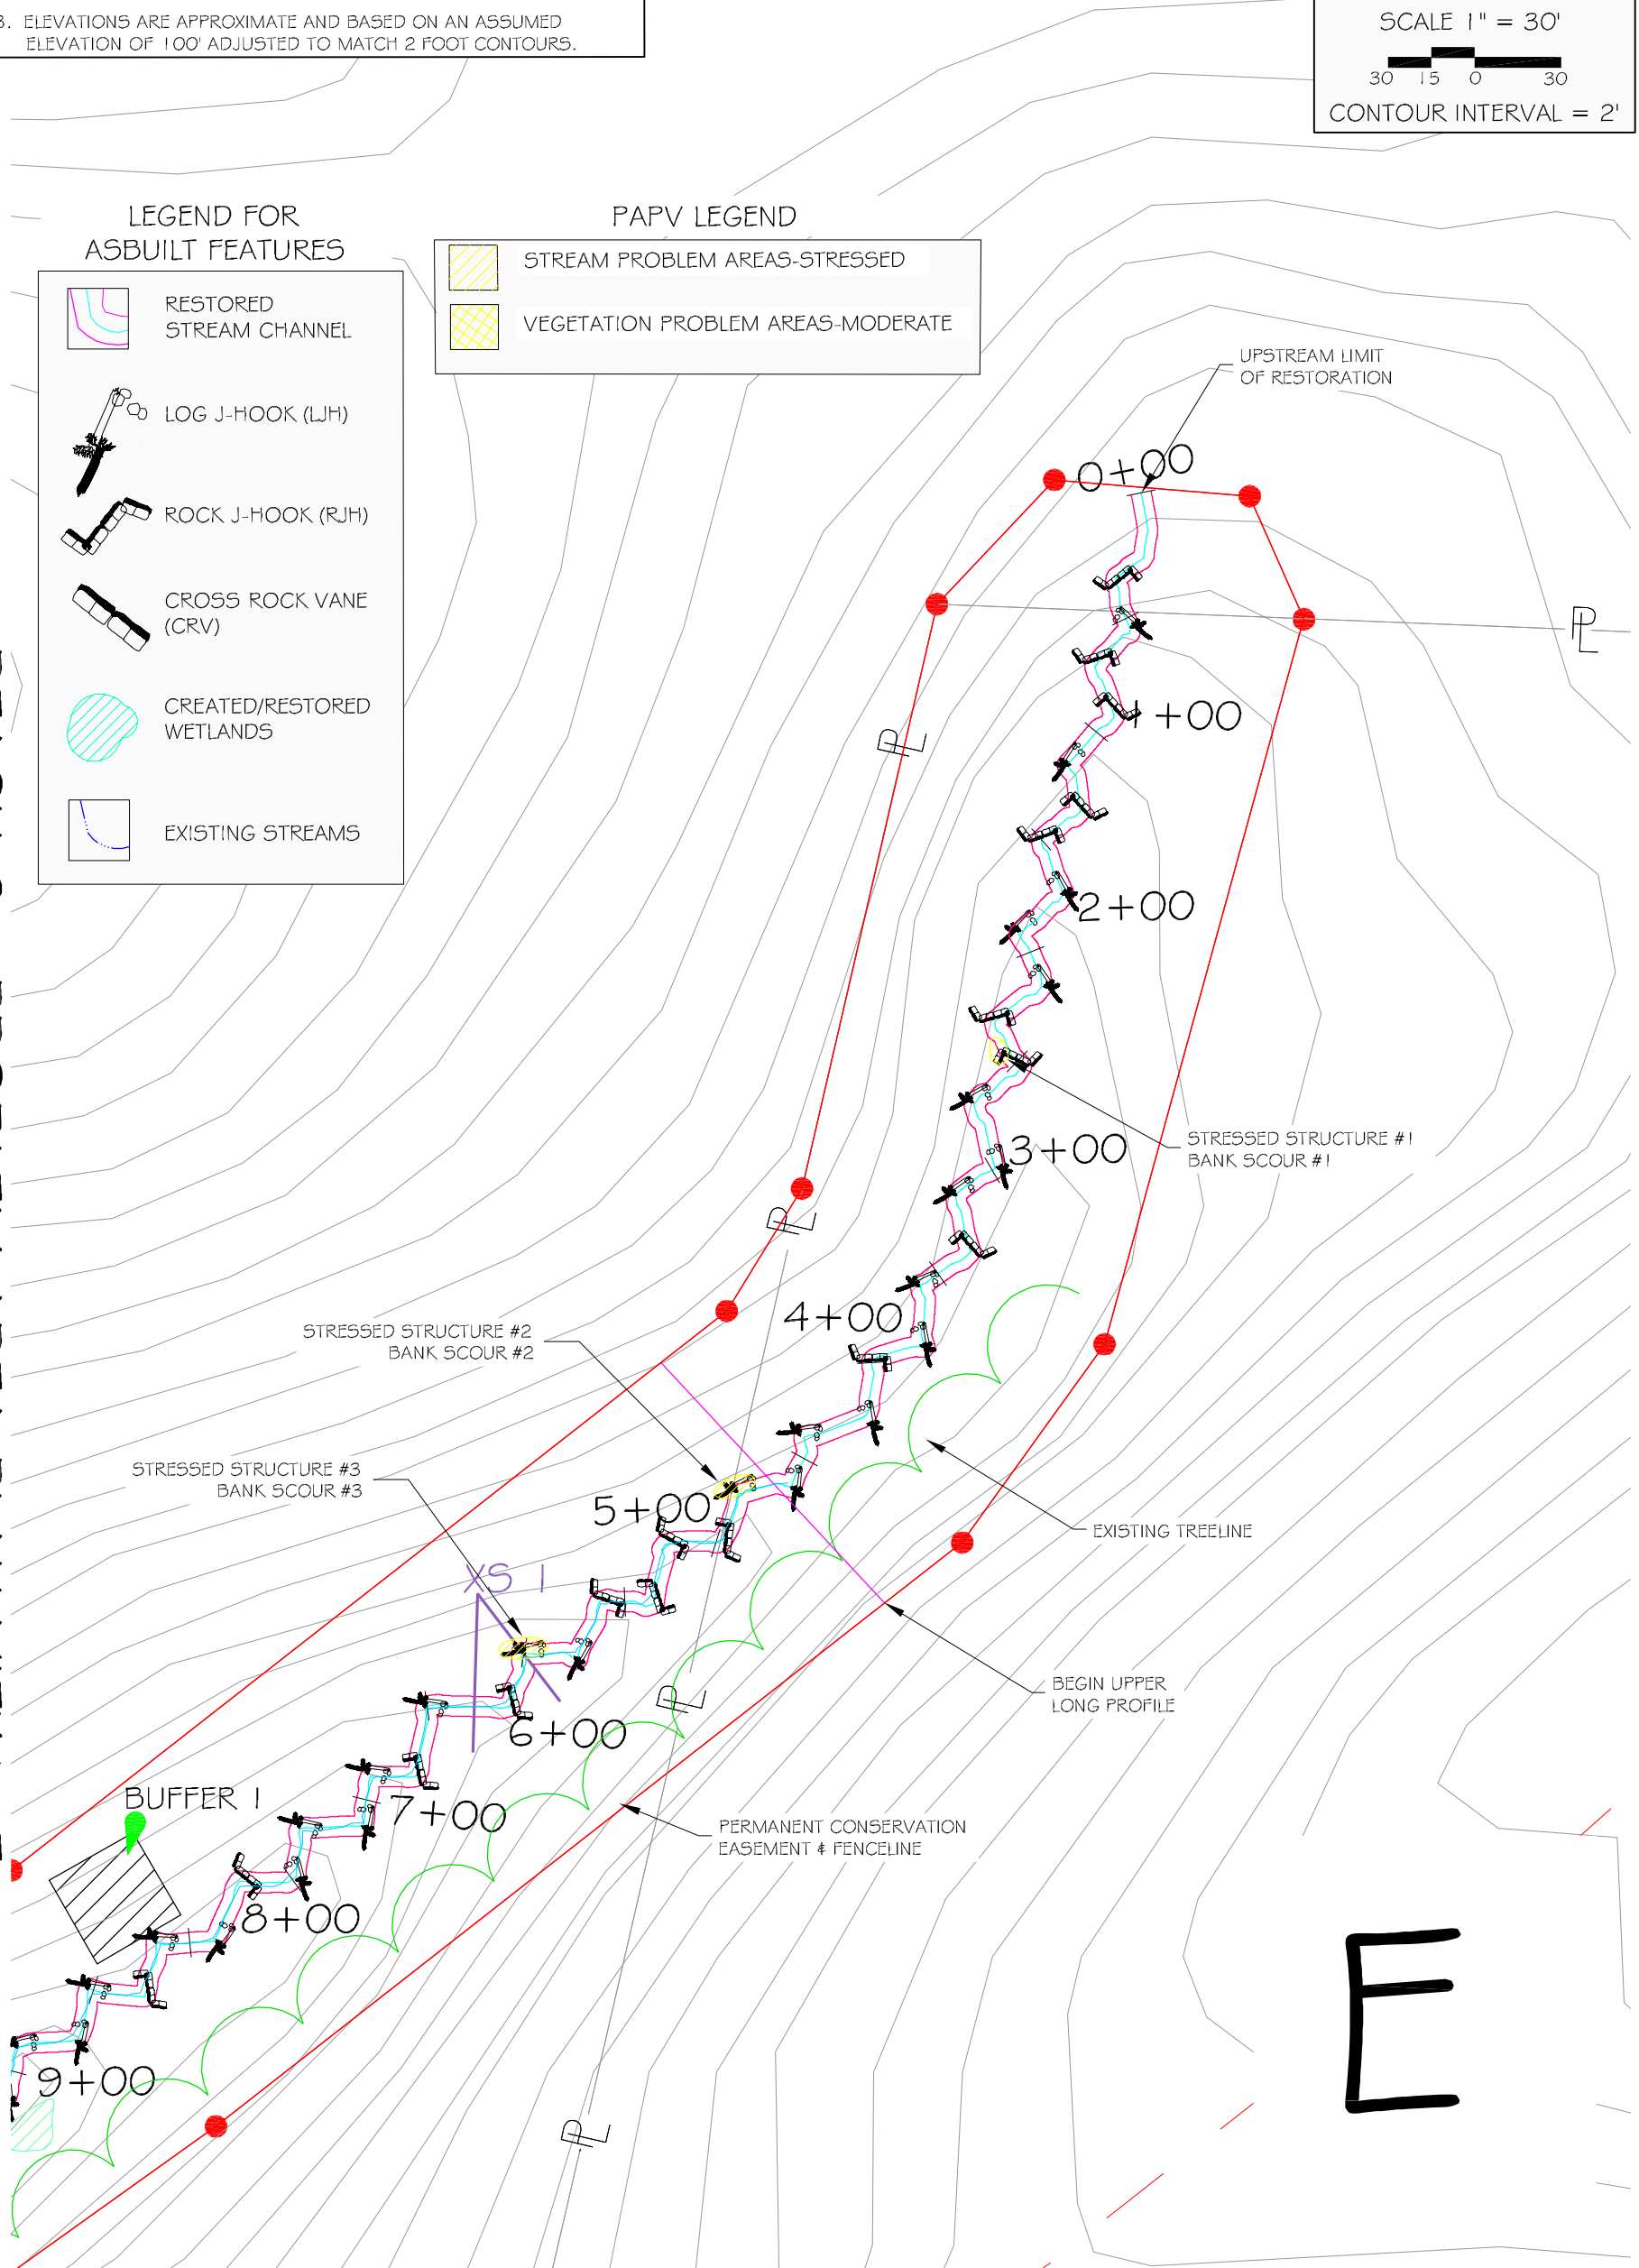 3. ELEVATIONS ARE APPROXIMATE AND BASED ON AN ASSUMED
ELEVATION OF 100' ADJUSTED TO MATCH 2 FOOT CONTOURS.
SCALE 1" = 30'
30 15 0 30
CONTOUR INTERVAL = 2'
LEGEND FOR
ASBUILT FEATURES
RESTORED
STREAM CHANNEL
LOG J-HOOK (LJH)
ROCK J-HOOK (RJH)
CROSS ROCK VANE
(CRV)
CREATED/RESTORED
WETLANDS
EXISTING STREAMS
PAPV LEGEND
STREAM PROBLEM AREAS-STRESSED
VEGETATION PROBLEM AREAS-MODERATE
UPSTREAM LIMIT
OF RESTORATION
0+00
PL
1+00
PL
2+00
STRESSED STRUCTURE #1
BANK SCOUR #1
3+00
PL
4+00
STRESSED STRUCTURE #2
BANK SCOUR #2
STRESSED STRUCTURE #3
BANK SCOUR #3
5+00
EXISTING TREELINE
XS 1
BEGIN UPPER
LONG PROFILE
PL
6+00
BUFFER 1
7+00
PERMANENT CONSERVATION
EASEMENT & FENCELINE
8+00
E
9+00
PL